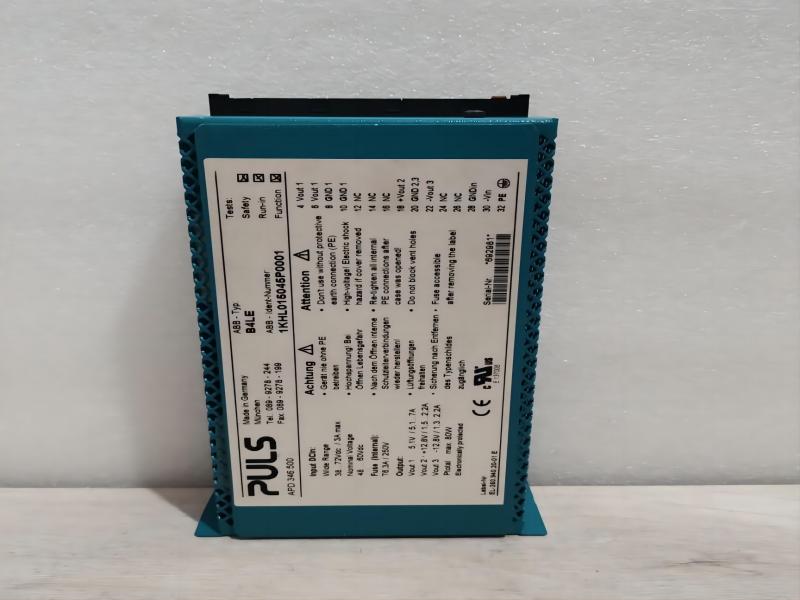 PULS
APD 346.500
Made in Germany
München
Tel. 089 - 9278 - 244
Fax: 089 - 9278 - 199
ABB - Typ.
B4LE
ABB - Ident-Nummer
1KHL015045P0001
Tests:
Safety
Run-in
Function
Input DCin:
Wide Range
38...72Vdc / 3A max
Nominal Voltage
48...60Vdc
Fuse (internal):
T6.3A / 250V
Output:
Vout 1 5.1V / 5.1...7A
Vout 2 +12.8V / 1.5...2.2A
Vout 3 -12.8V / 1.3...2.2A
Ptotal max. 80W
Electronically protected
Label-Nr
Achtung
• Gerät nie ohne PE
betreiben
• Hochspannung! Bei
Öffnen Lebensgefahr
• Nach dem Öffnen interne
Schutzleiterverbindungen
wieder herstellen!
• Lüftungsöffnungen
freihalten
• Sicherung nach Entfernen
des Typenschildes
zugänglich
CE
c RU us
Attention
• Don't use without protective
earth connection (PE)
• High-voltage! Electric shock
hazard if cover removed
• Re-tighten all internal
PE connections after
case was opened!
• Do not block vent holes
• Fuse accessible
after removing the label
Serial-Nr
*692981*
4 Vout 1
6 Vout 1
8 GND 1
10 GND 1
12 NC
14 NC
16 NC
18 +Vout 2
20 GND 2,3
22 -Vout 3
24 NC
26 NC
28 GNDin
30 -Vin
32 PE